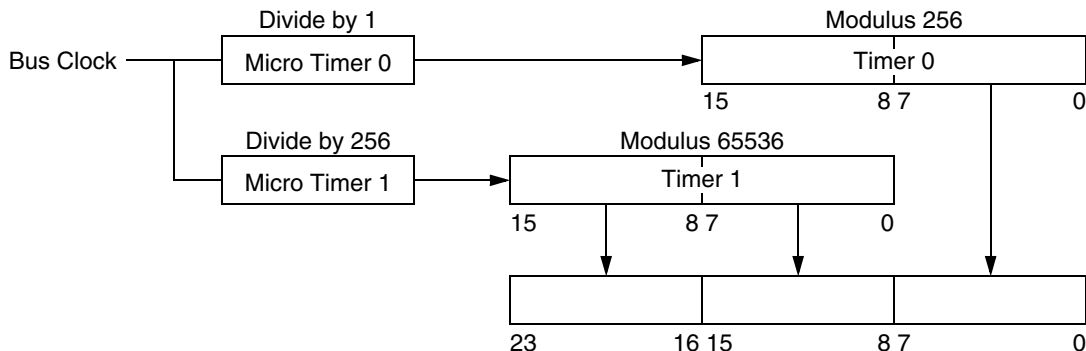 Divide by 1
Modulus 256
Bus Clock
Micro Timer 0
Timer 0
15
8 7
0
Divide by 256
Modulus 65536
Micro Timer 1
Timer 1
15
8 7
0
23
16 15
8 7
0